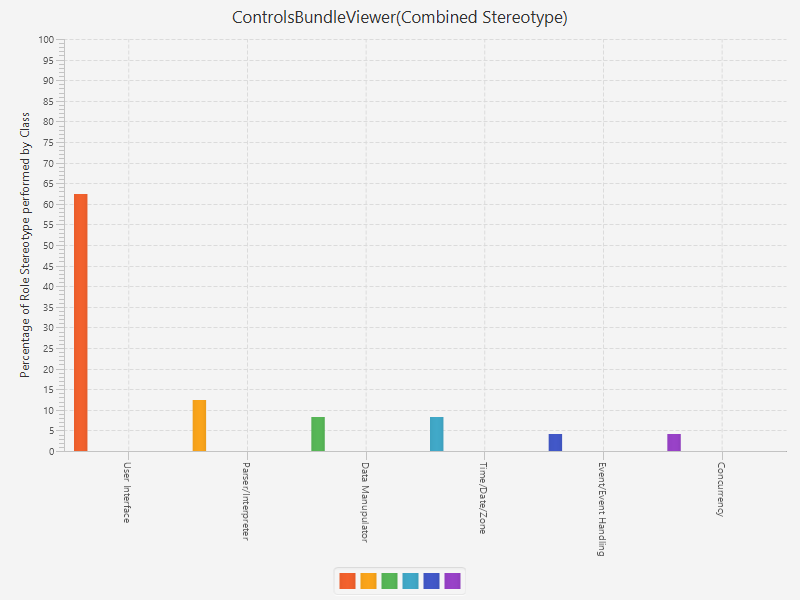 ControlsBundleViewer(Combined Stereotype)
Percentage of Role Stereotype performed by Class
100
95
90
85
80
75
70
65
60
55
50
45
40
35
30
25
20
15
10
5
0
User Interface
Parser/Interpreter
Data Manupulator
Time/Date/Zone
Event/Event Handling
Concurrency